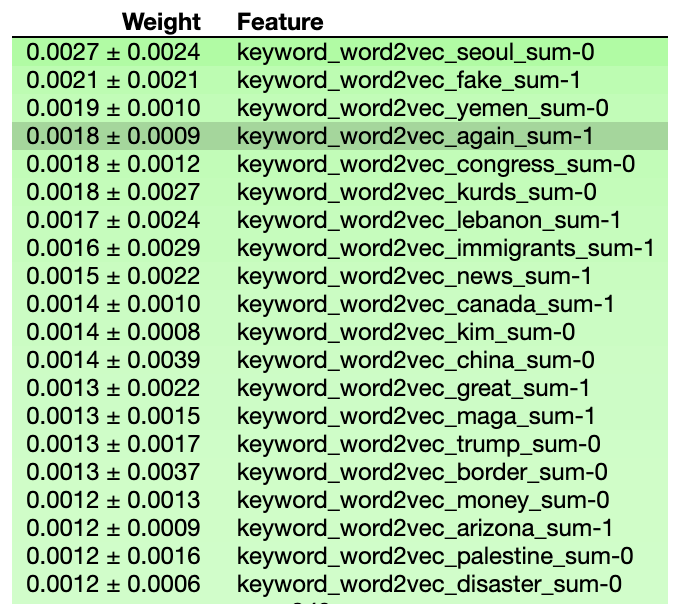 Weight Feature
0.0027 ± 0.0024 keyword_word2vec_seoul_sum-0
0.0021 ± 0.0021 keyword_word2vec_fake_sum-1
0.0019 ± 0.0010 keyword_word2vec_yemen_sum-0
0.0018 ± 0.0009 keyword_word2vec_again_sum-1
0.0018 ± 0.0012 keyword_word2vec_congress_sum-0
0.0018 ± 0.0027 keyword_word2vec_kurds_sum-0
0.0017 ± 0.0024 keyword_word2vec_lebanon_sum-1
0.0016 ± 0.0029 keyword_word2vec_immigrants_sum-1
0.0015 ± 0.0022 keyword_word2vec_news_sum-1
0.0014 ± 0.0010 keyword_word2vec_canada_sum-1
0.0014 ± 0.0008 keyword_word2vec_kim_sum-0
0.0014 ± 0.0039 keyword_word2vec_china_sum-0
0.0013 ± 0.0022 keyword_word2vec_great_sum-1
0.0013 ± 0.0015 keyword_word2vec_maga_sum-1
0.0013 ± 0.0017 keyword_word2vec_trump_sum-0
0.0013 ± 0.0037 keyword_word2vec_border_sum-0
0.0012 ± 0.0013 keyword_word2vec_money_sum-0
0.0012 ± 0.0009 keyword_word2vec_arizona_sum-1
0.0012 ± 0.0016 keyword_word2vec_palestine_sum-0
0.0012 ± 0.0006 keyword_word2vec_disaster_sum-0